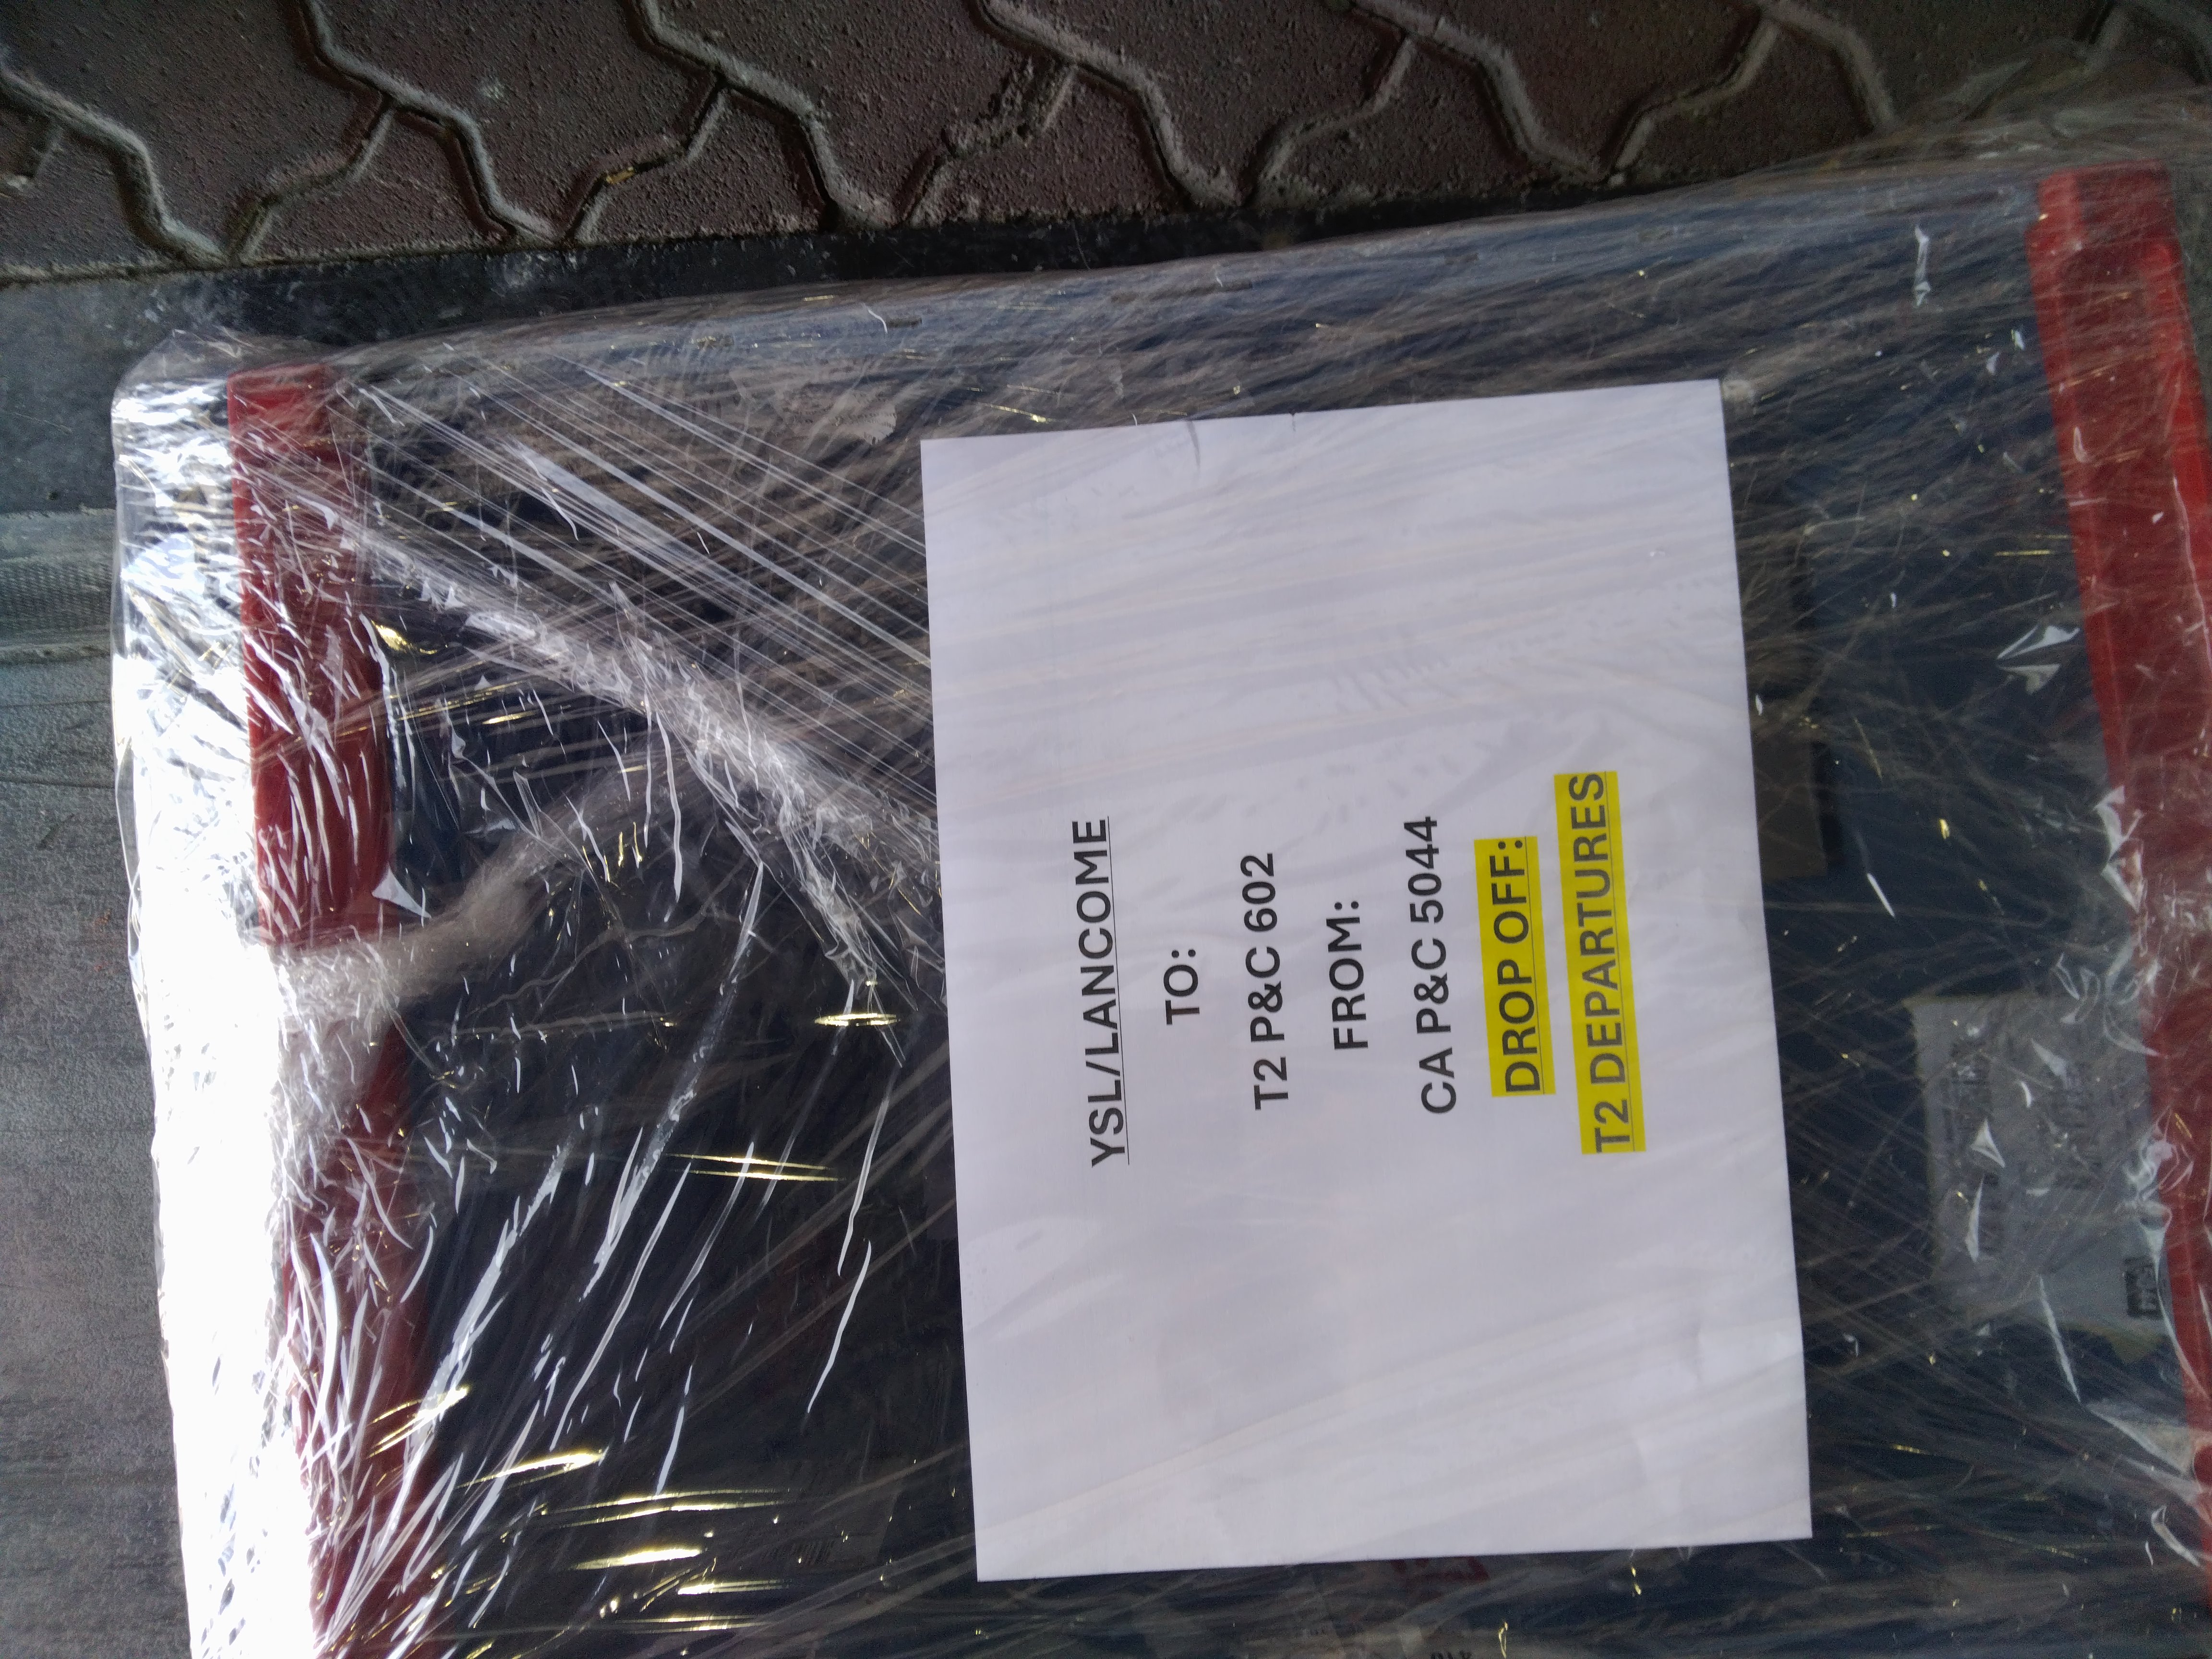 YSL/LANCOME
TO:
T2 P&C 602
FROM:
CA P&C 5044
DROP OFF:
T2 DEPARTURES